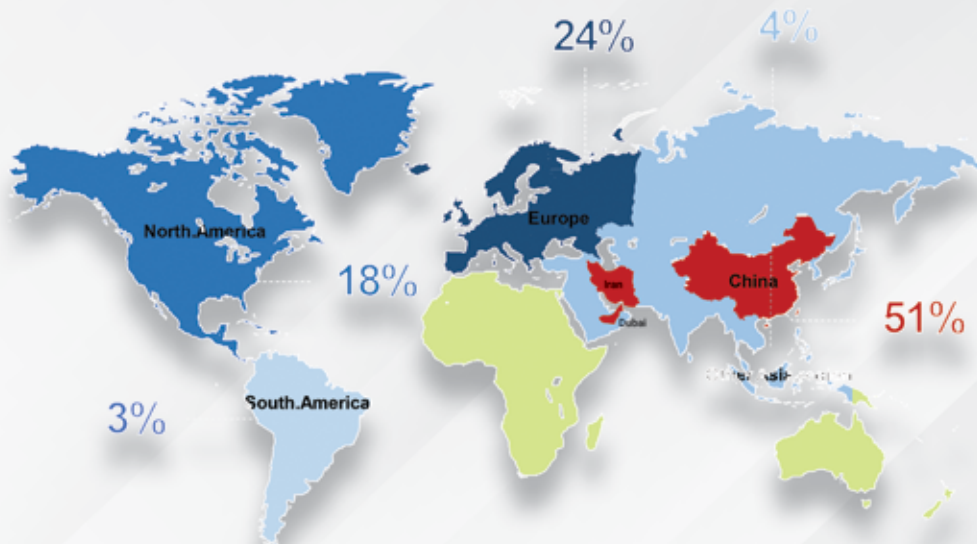 24%
4%
North.America
Europe
18%
Iran
China
Dubai
51%
South.America
3%